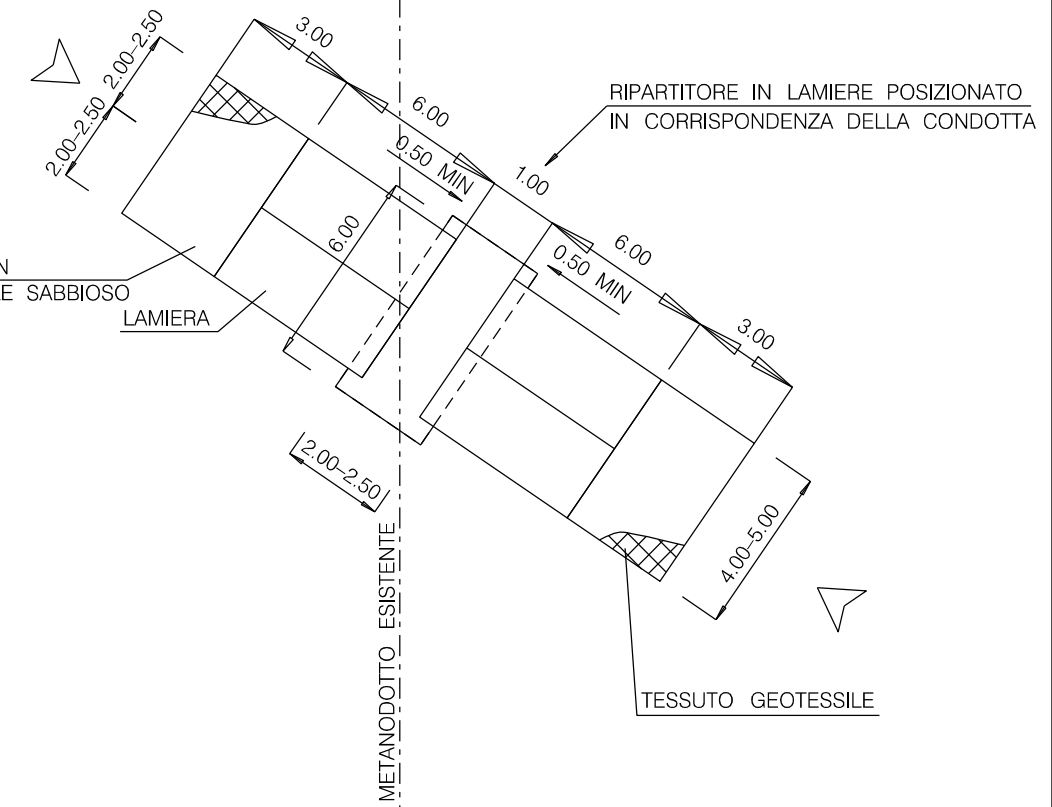 3.00
2.00-2.50
2.00-2.50
6.00
RIPARTITORE IN LAMIERE POSIZIONATO
IN CORRISPONDENZA DELLA CONDOTTA
0.50 MIN
1.00
6.00
6.00
0.50 MIN
N
E SABBIOSO
LAMIERA
3.00
2.00-2.50
4.00-5.00
METANODOTTO ESISTENTE
TESSUTO GEOTESSILE